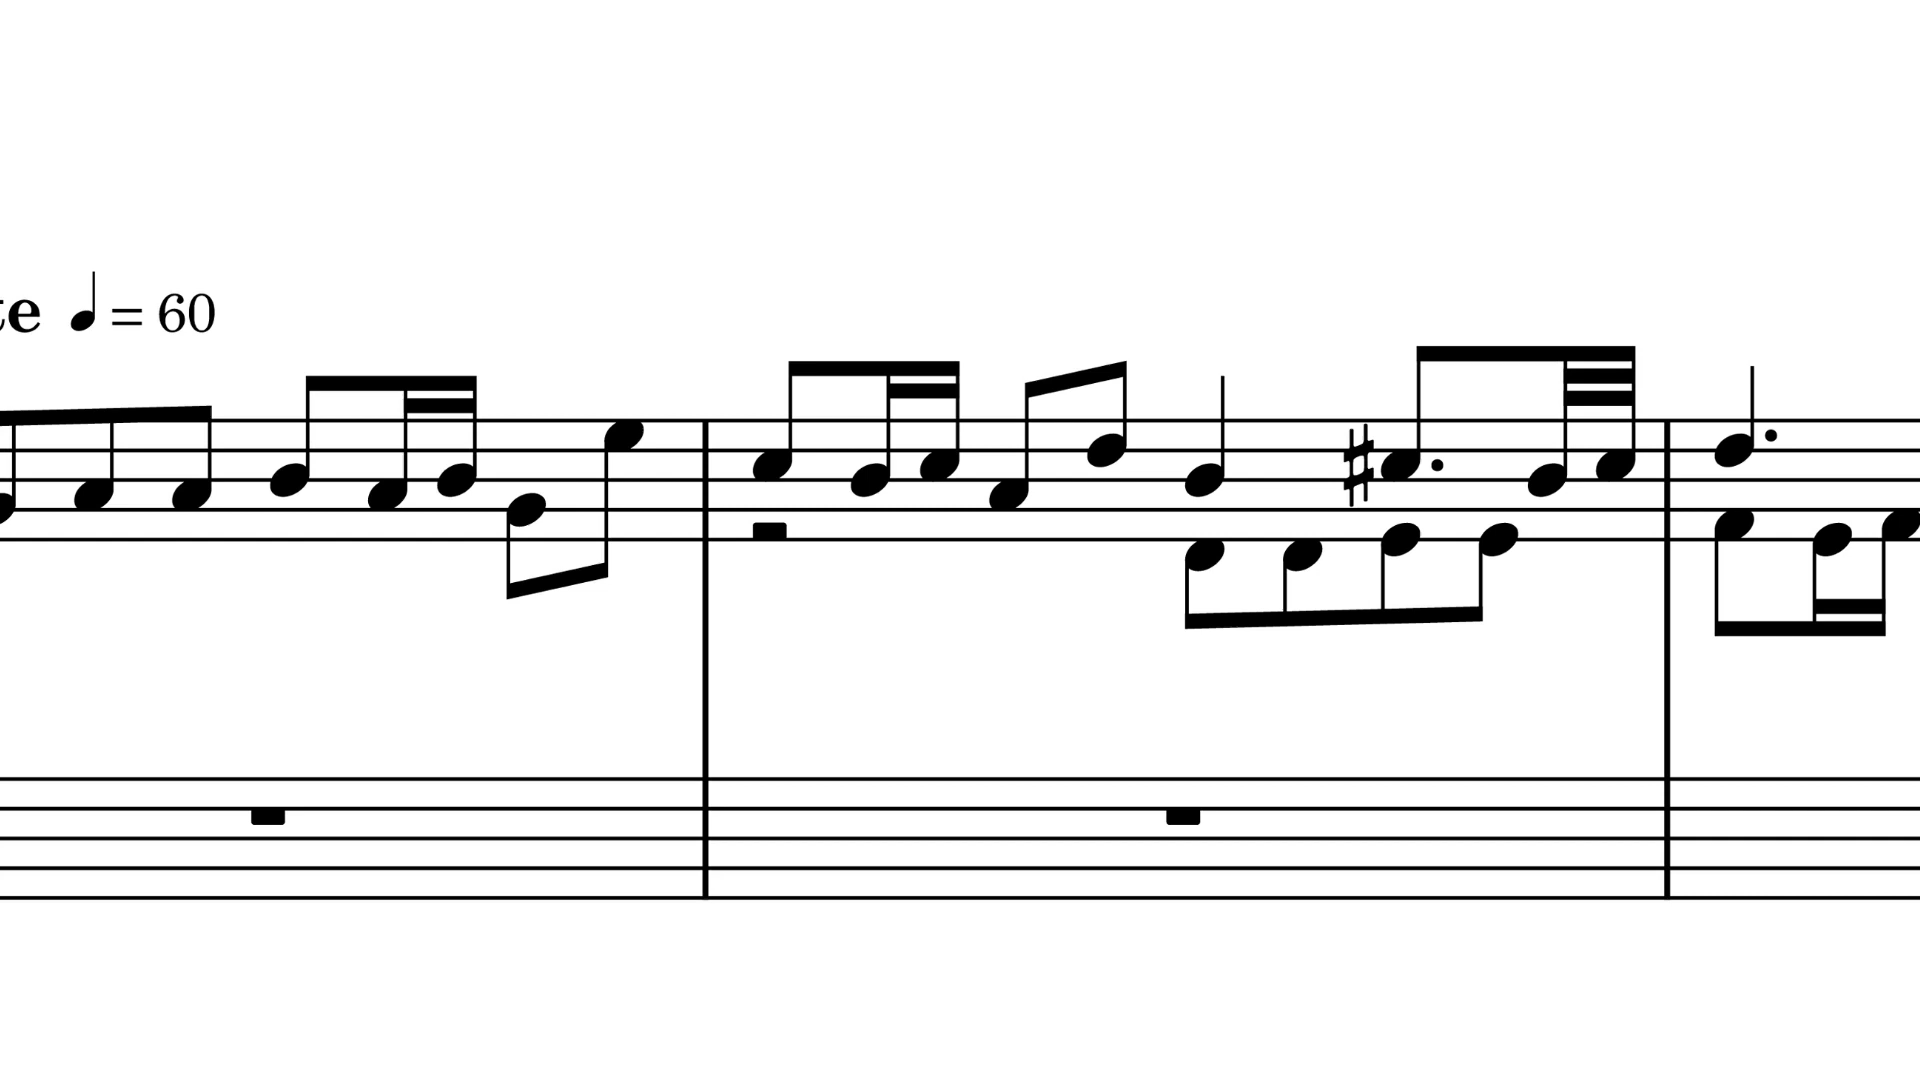 te ♩ = 60